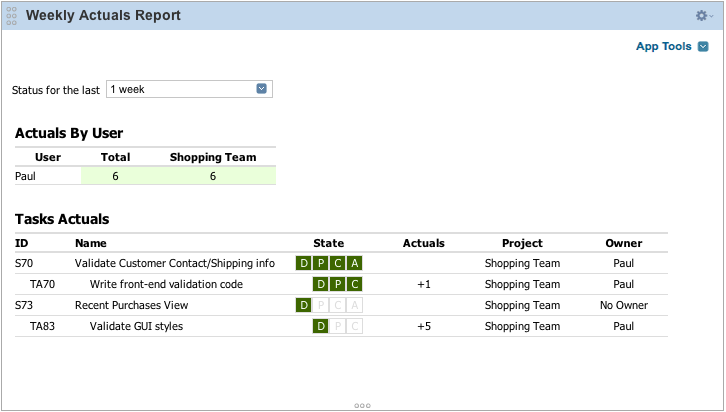 Weekly Actuals Report
App Tools
Status for the last 1 week
Actuals By User
User Total Shopping Team
Paul 6 6
Tasks Actuals
ID Name State Actuals Project Owner
S70 Validate Customer Contact/Shipping info D P C A Shopping Team Paul
TA70 Write front-end validation code D P C +1 Shopping Team Paul
S73 Recent Purchases View D P C A Shopping Team No Owner
TA83 Validate GUI styles D P C +5 Shopping Team Paul